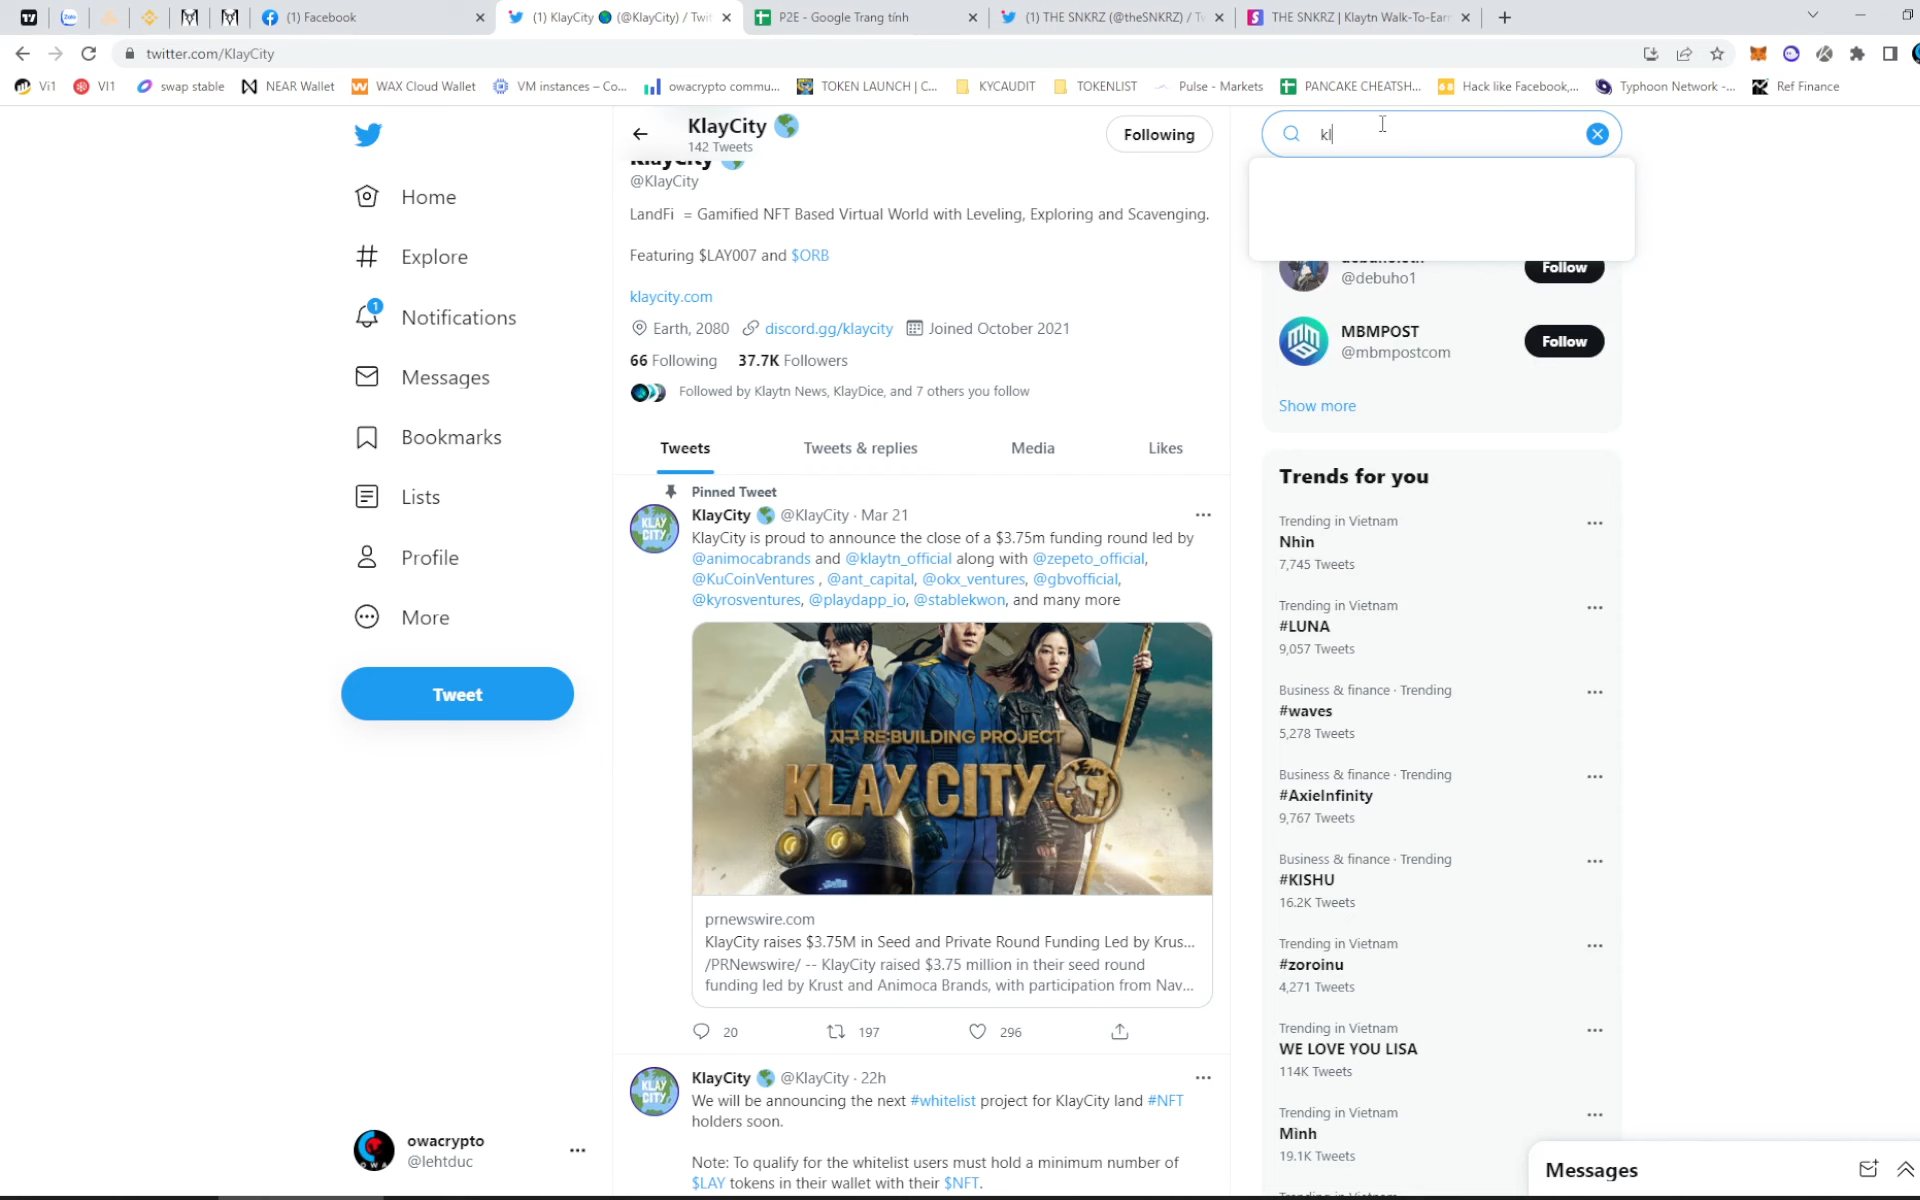 (1) Facebook
(1) KlayCity 🌎 (@KlayCity) / Twit
P2E - Google Trang tính
(1) THE SNKRZ (@theSNKRZ) / Tw
THE SNKRZ | Klaytn Walk-To-Earn
twitter.com/KlayCity
Vi1
VI1
swap stable
NEAR Wallet
WAX Cloud Wallet
VM instances – Co...
owacrypto commu...
TOKEN LAUNCH | C...
KYCAUDIT
TOKENLIST
Pulse - Markets
PANCAKE CHEATSH...
Hack like Facebook,...
Typhoon Network -...
Ref Finance
Home
Explore
1
Notifications
Messages
Bookmarks
Lists
Profile
More
Tweet
owacrypto
@lehtduc
KlayCity 🌎
142 Tweets
Following
KlayCity 🌎
@KlayCity
LandFi = Gamified NFT Based Virtual World with Leveling, Exploring and Scavenging.
Featuring $LAY007 and $ORB
klaycity.com
Earth, 2080
discord.gg/klaycity
Joined October 2021
66 Following 37.7K Followers
Followed by Klaytn News, KlayDice, and 7 others you follow
Tweets
Tweets & replies
Media
Likes
Pinned Tweet
KlayCity 🌎 @KlayCity · Mar 21
KlayCity is proud to announce the close of a $3.75m funding round led by
@animocabrands and @klaytn_official along with @zepeto_official,
@KuCoinVentures , @ant_capital, @okx_ventures, @gbvofficial,
@kyrosventures, @playdapp_io, @stablekwon, and many more
KLAY CITY
지구 RE:BUILDING PROJECT
KLAY CITY
prnewswire.com
KlayCity raises $3.75M in Seed and Private Round Funding Led by Krus...
/PRNewswire/ -- KlayCity raised $3.75 million in their seed round
funding led by Krust and Animoca Brands, with participation from Nav...
20
197
296
KLAY CITY
KlayCity 🌎 @KlayCity · 22h
We will be announcing the next #whitelist project for KlayCity land #NFT
holders soon.
Note: To qualify for the whitelist users must hold a minimum number of
$LAY tokens in their wallet with their $NFT.
kl
@debuho1
Follow
MBMPOST
@mbmpostcom
Follow
Show more
Trends for you
Trending in Vietnam
Nhìn
7,745 Tweets
Trending in Vietnam
#LUNA
9,057 Tweets
Business & finance · Trending
#waves
5,278 Tweets
Business & finance · Trending
#AxieInfinity
9,767 Tweets
Business & finance · Trending
#KISHU
16.2K Tweets
Trending in Vietnam
#zoroinu
4,271 Tweets
Trending in Vietnam
WE LOVE YOU LISA
114K Tweets
Trending in Vietnam
Mình
19.1K Tweets
Messages